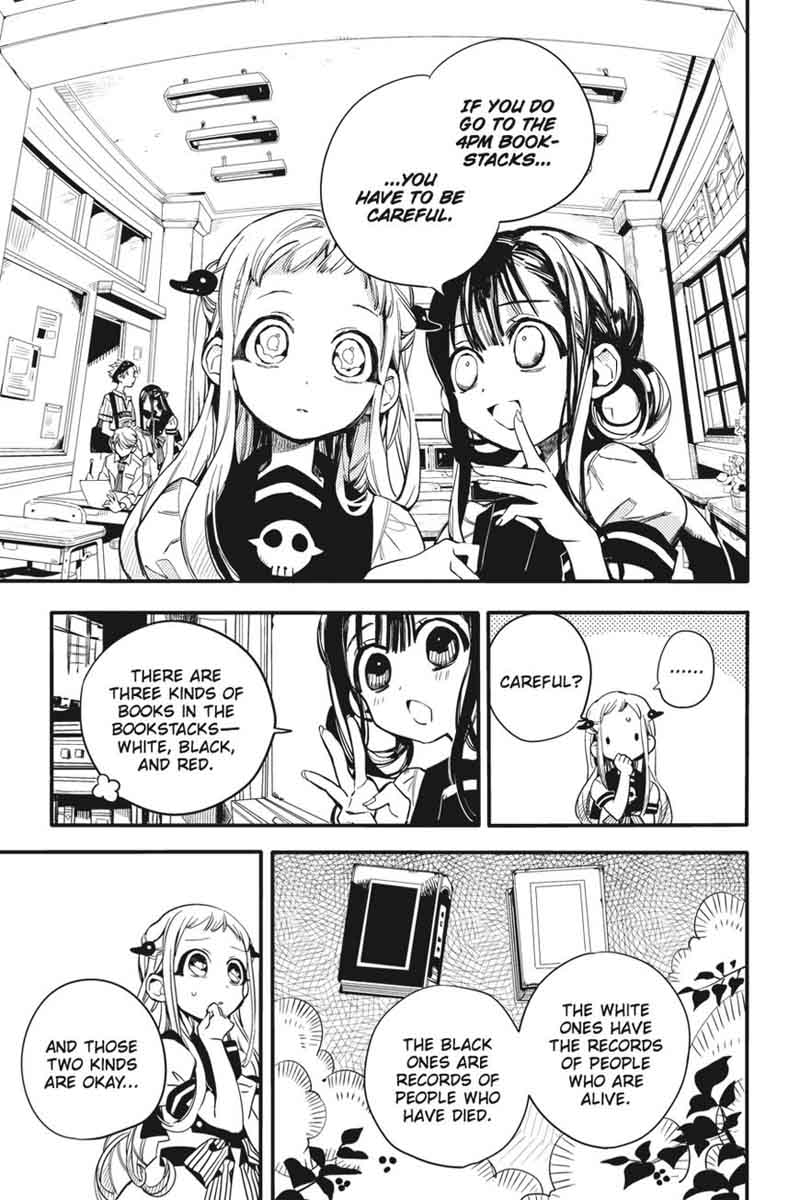 IF YOU DO
GO TO THE
4PM BOOK-
STACKS...
...YOU
HAVE TO BE
CAREFUL.
......
CAREFUL?
THERE ARE
THREE KINDS OF
BOOKS IN THE
BOOKSTACKS—
WHITE, BLACK,
AND RED.
THE WHITE
ONES HAVE
THE RECORDS
OF PEOPLE
WHO ARE
ALIVE.
THE BLACK
ONES ARE
RECORDS OF
PEOPLE WHO
HAVE DIED.
AND THOSE
TWO KINDS
ARE OKAY...